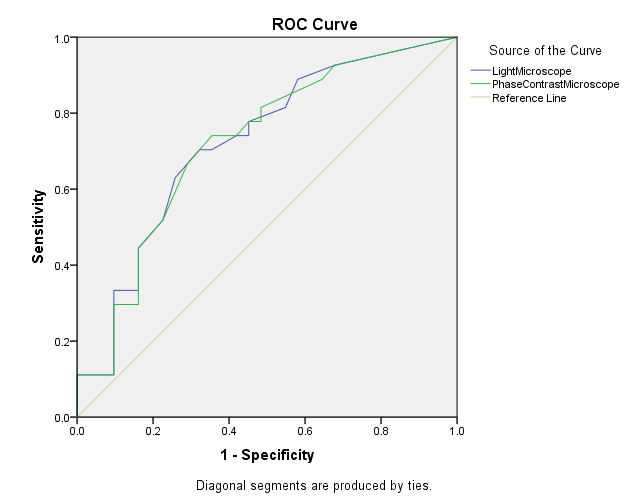 ROC Curve
Source of the Curve
LightMicroscope
PhaseContrastMicroscope
Reference Line
Sensitivity
1.0
0.8
0.6
0.4
0.2
0.0
0.0 0.2 0.4 0.6 0.8 1.0
1 - Specificity
Diagonal segments are produced by ties.